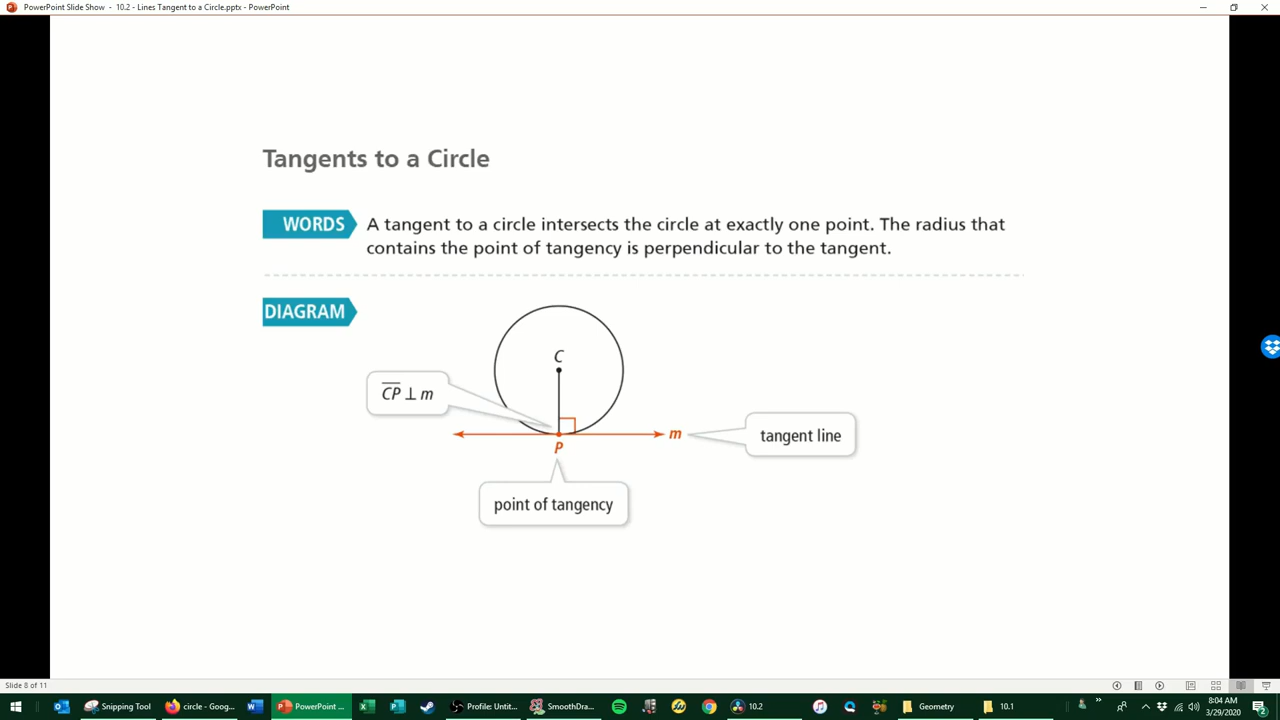 PowerPoint Slide Show - 10.2 - Lines Tangent to a Circle.pptx - PowerPoint
Tangents to a Circle
WORDS
A tangent to a circle intersects the circle at exactly one point. The radius that
contains the point of tangency is perpendicular to the tangent.
DIAGRAM
C
CP ⊥ m
m
tangent line
P
point of tangency
Slide 8 of 11
Snipping Tool
circle - Goog...
PowerPoint ...
Profile: Untit...
SmoothDra...
10.2
Geometry
10.1
8:04 AM
3/29/2020
2